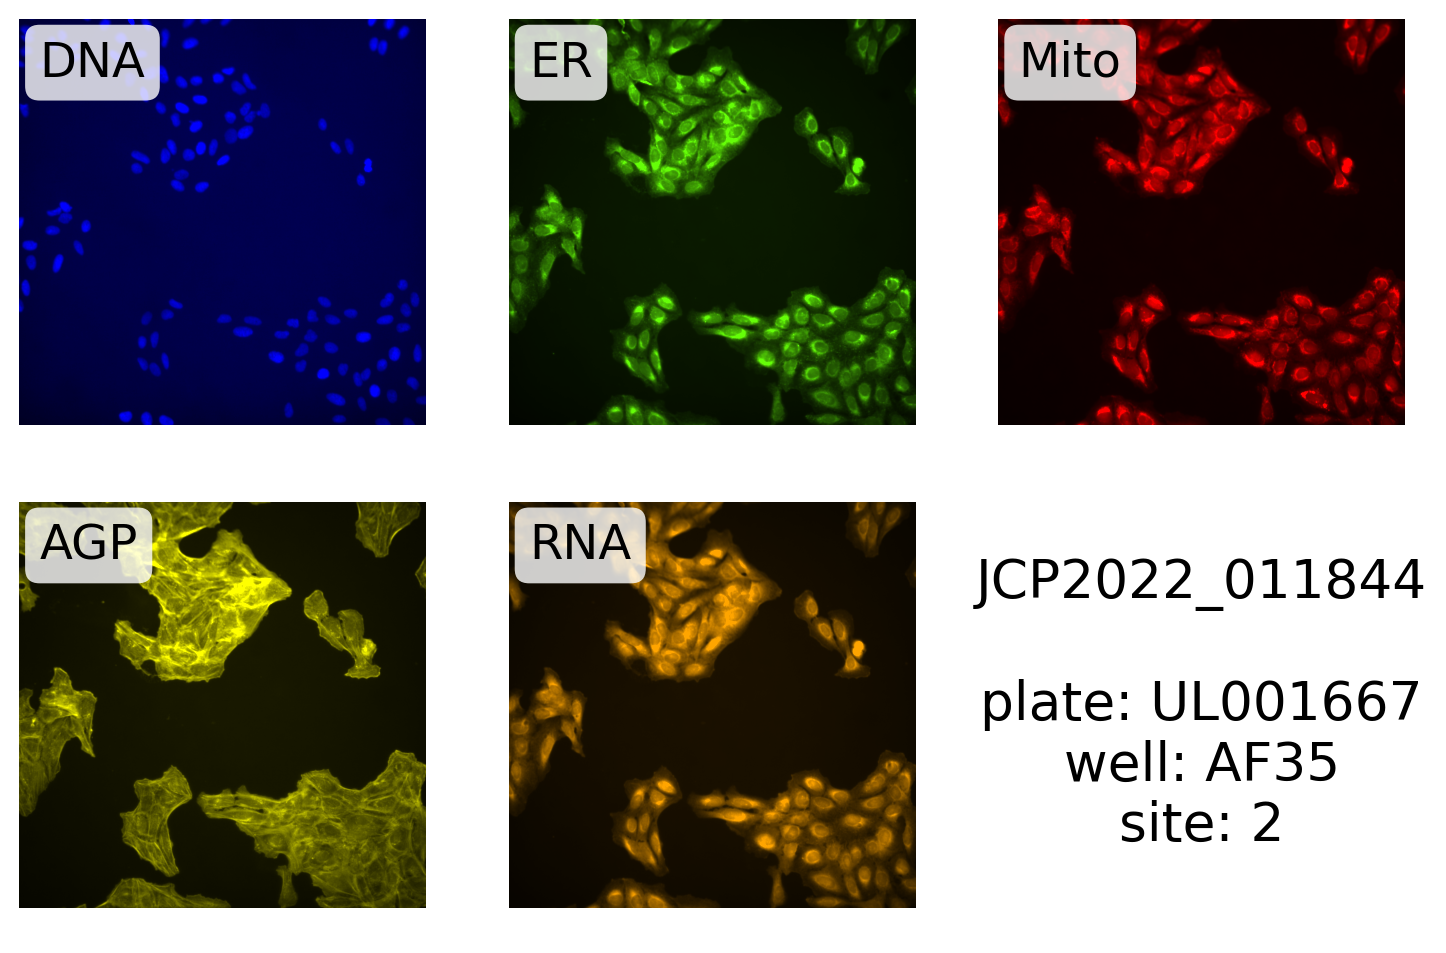 DNA
ER
Mito
AGP
RNA
JCP2022_011844
plate: UL001667
well: AF35
site: 2